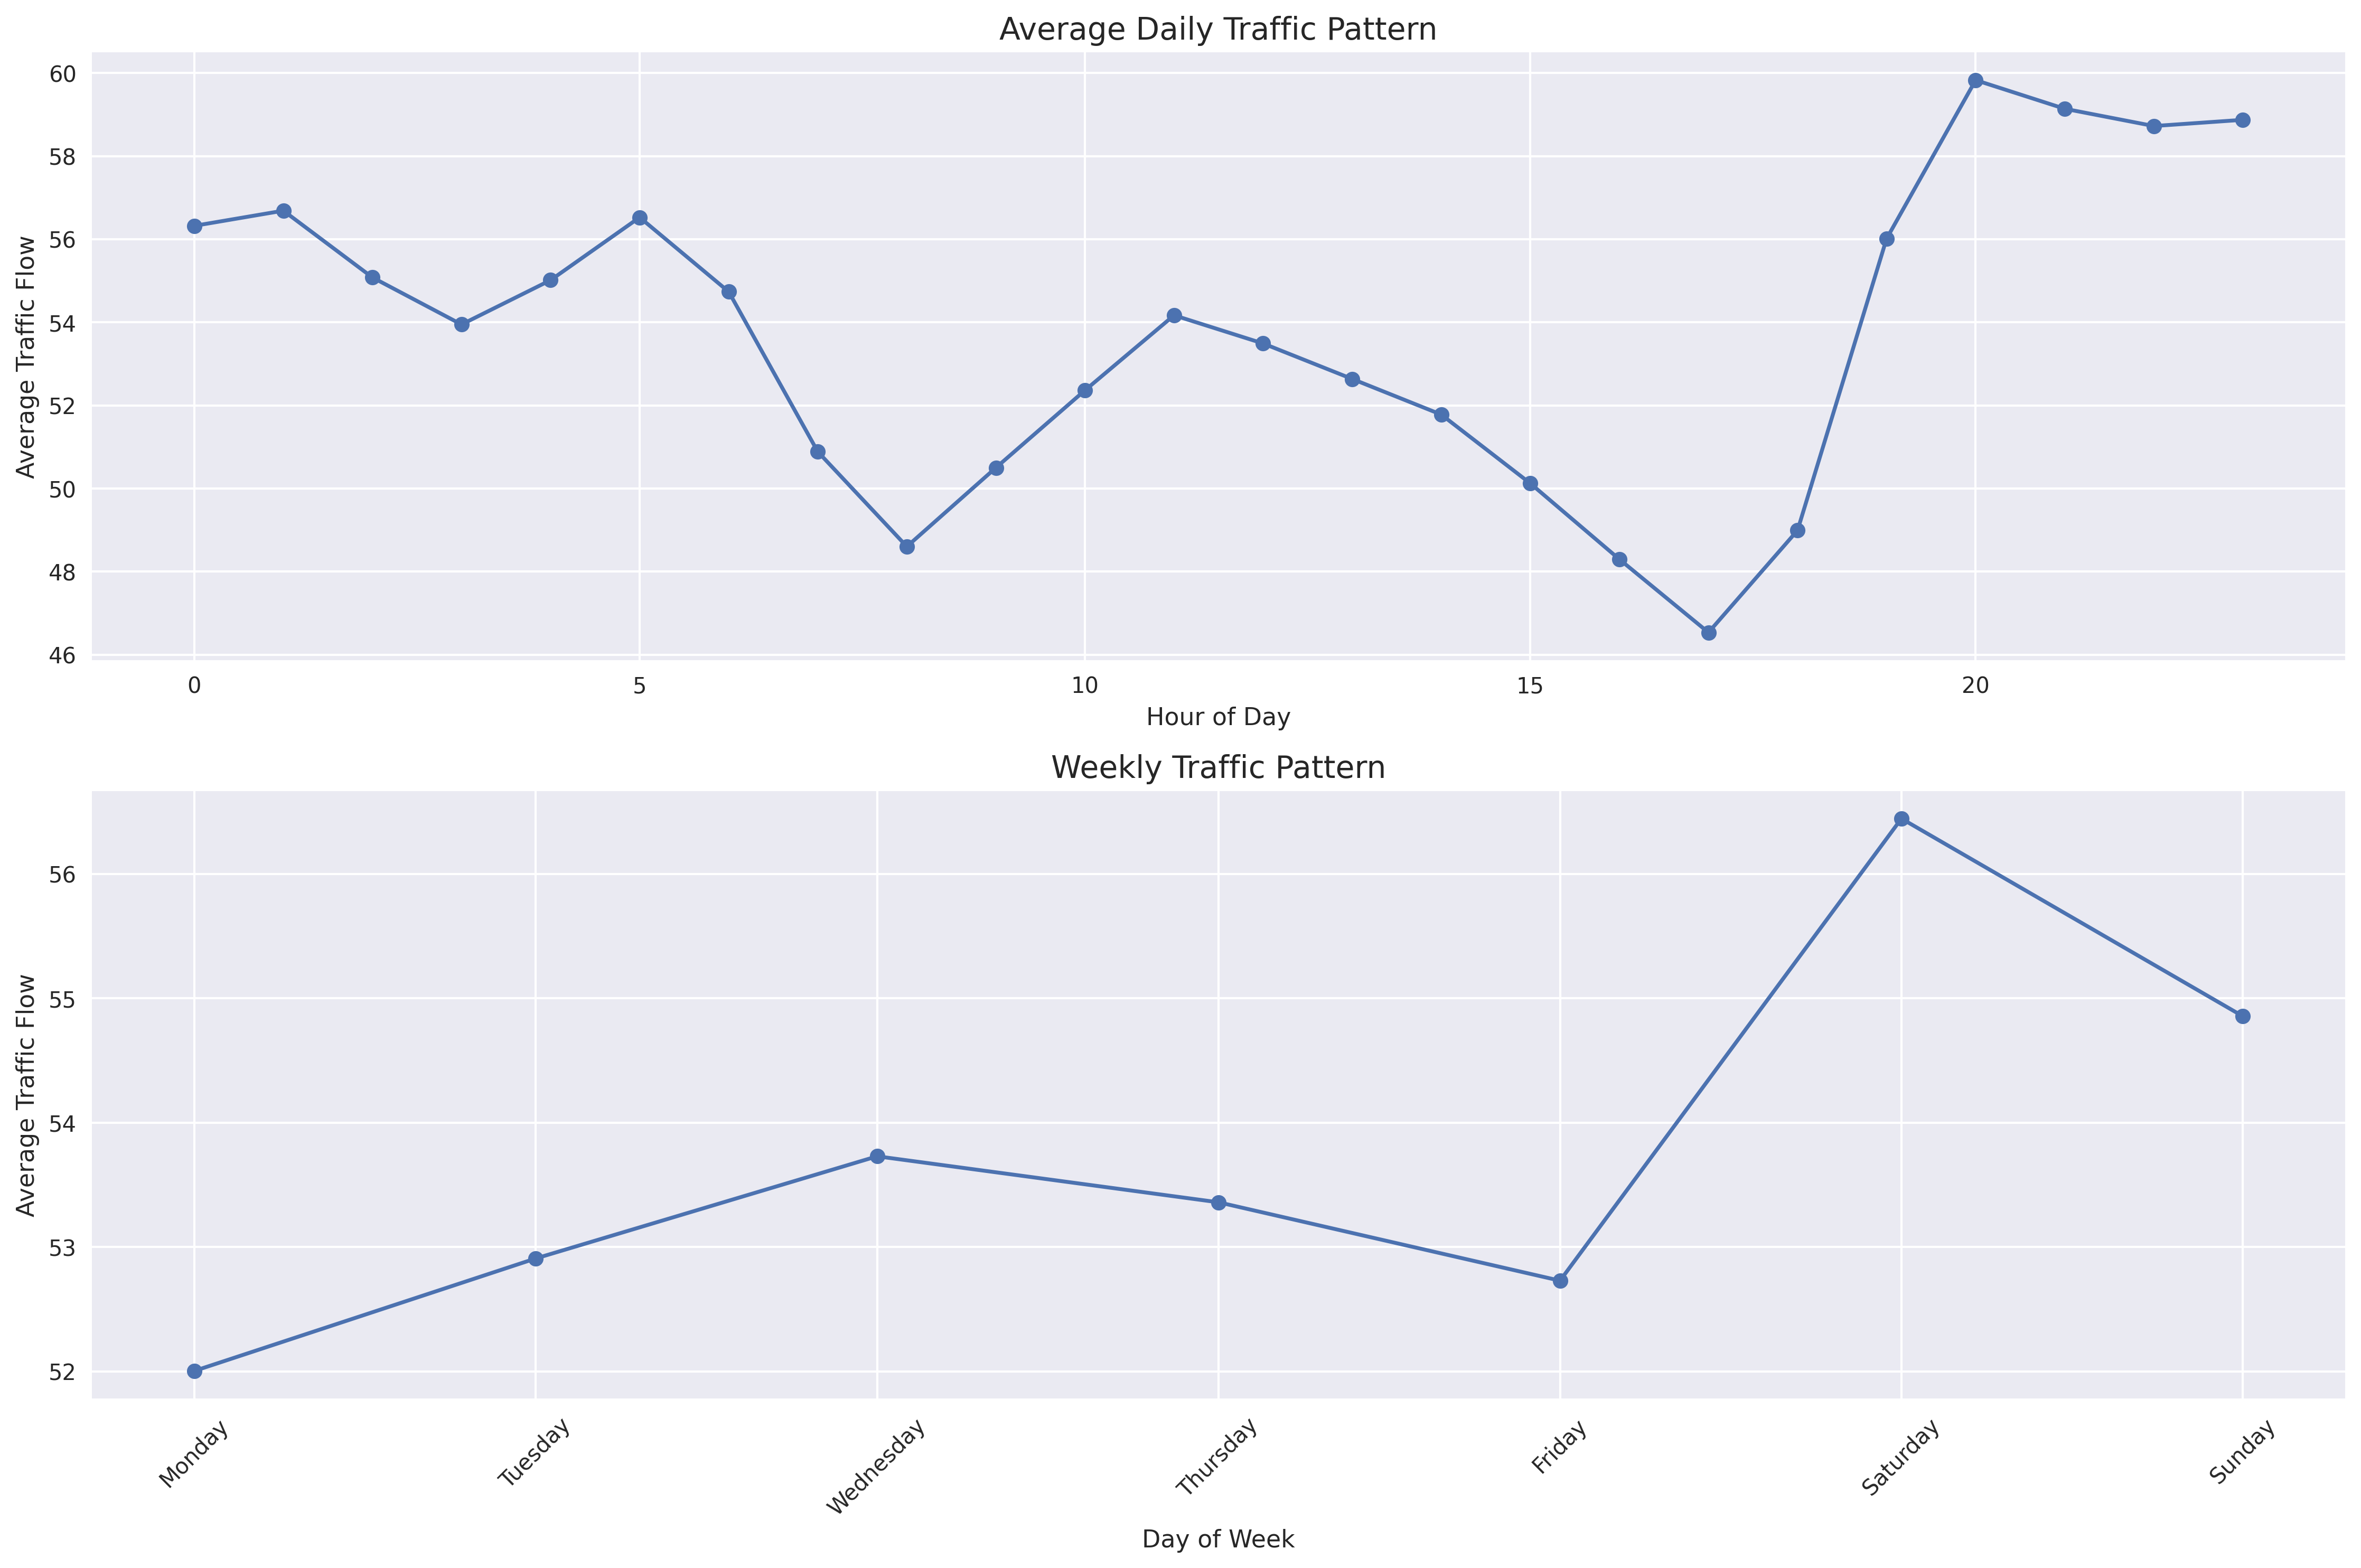 Average Daily Traffic Pattern
Average Traffic Flow
60
58
56
54
52
50
48
46
0 5 10 15 20
Hour of Day
Weekly Traffic Pattern
Average Traffic Flow
56
55
54
53
52
Monday Tuesday Wednesday Thursday Friday Saturday Sunday
Day of Week